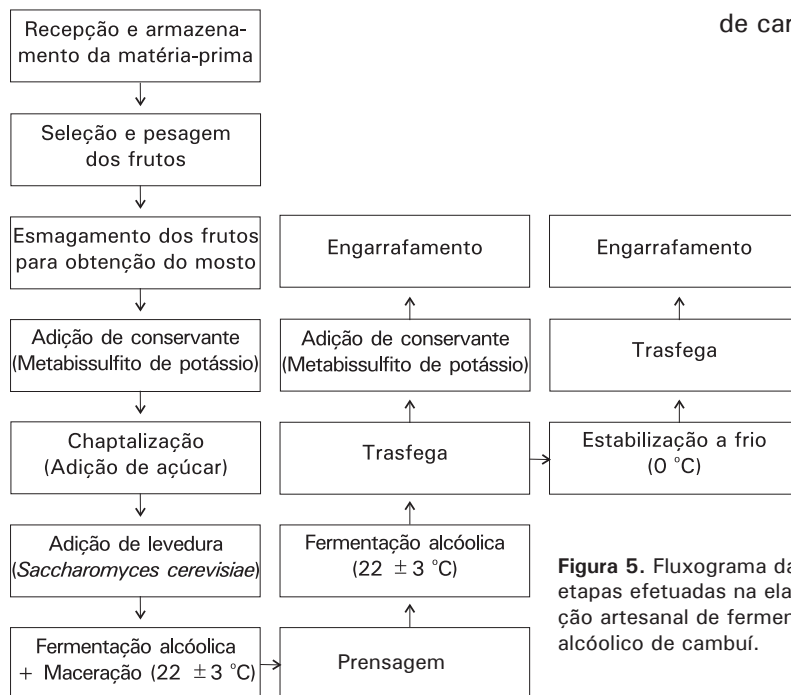 de car
Recepção e armazena-
mento da matéria-prima
Seleção e pesagem
dos frutos
Esmagamento dos frutos
para obtenção do mosto
Adição de conservante
(Metabissulfito de potássio)
Chaptalização
(Adição de açúcar)
Adição de levedura
(Saccharomyces cerevisiae)
Fermentação alcóolica
+ Maceração (22 ± 3 °C)
Prensagem
Fermentação alcóolica
(22 ± 3 °C)
Trasfega
Adição de conservante
(Metabissulfito de potássio)
Engarrafamento
Estabilização a frio
(0 °C)
Trasfega
Engarrafamento
Figura 5. Fluxograma da
etapas efetuadas na ela
ção artesanal de fermen
alcóolico de cambuí.